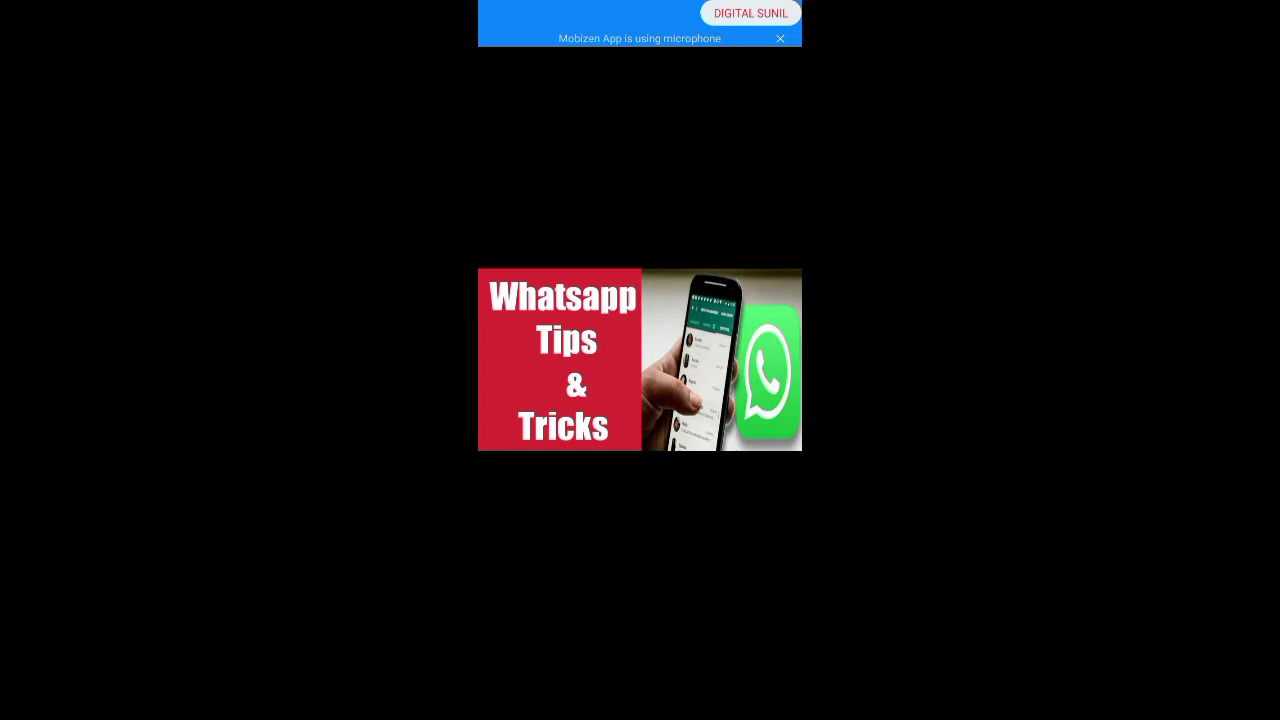 DIGITAL SUNIL
Mobizen App is using microphone
Whatsapp
Tips
&
Tricks